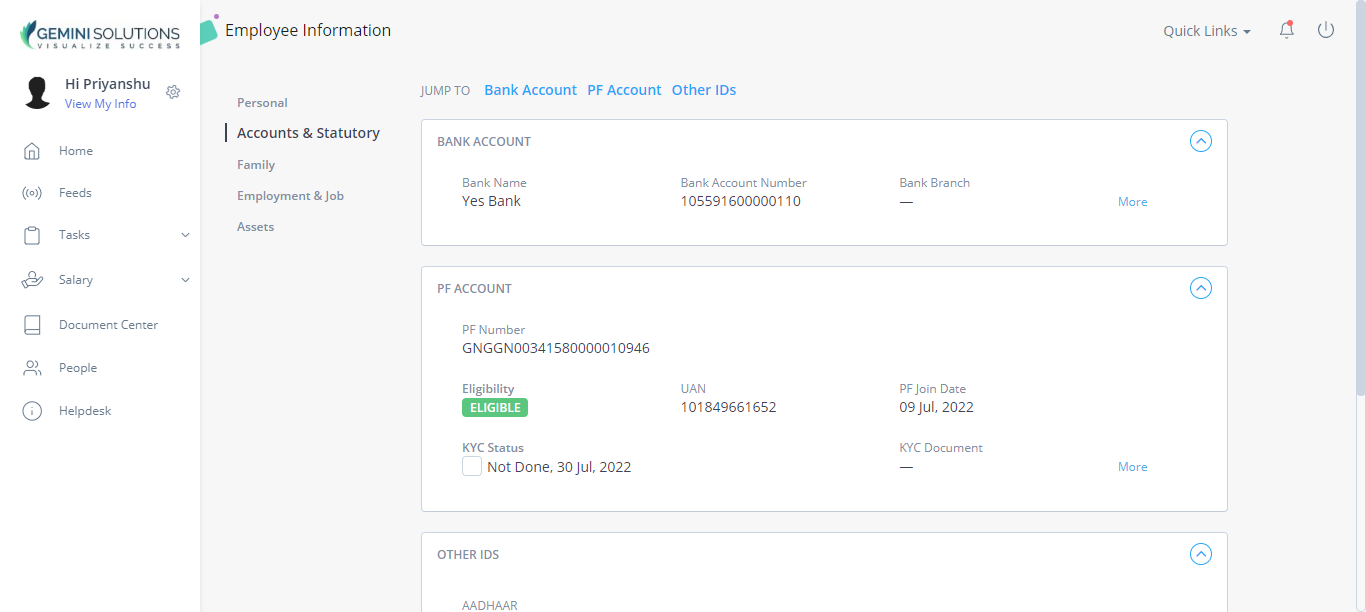 GEMINI SOLUTIONS
VISUALIZE SUCCESS
Hi Priyanshu
View My Info
Home
Feeds
Tasks
Salary
Document Center
People
Helpdesk
Employee Information
Quick Links
Personal
Accounts & Statutory
Family
Employment & Job
Assets
JUMP TO Bank Account PF Account Other IDs
BANK ACCOUNT
Bank Name Bank Account Number Bank Branch
Yes Bank 105591600000110 — More
PF ACCOUNT
PF Number
GNGGN00341580000010946
Eligibility UAN PF Join Date
ELIGIBLE 101849661652 09 Jul, 2022
KYC Status KYC Document
Not Done, 30 Jul, 2022 — More
OTHER IDS
AADHAAR